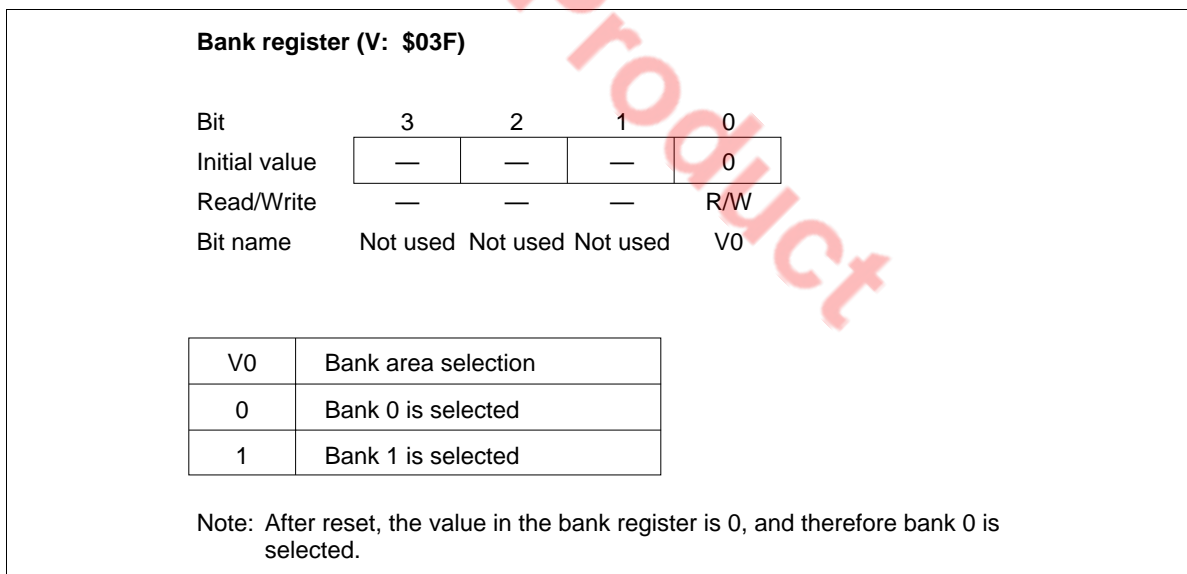 Product
Bank register (V: $03F)
Bit 3 2 1 0
Initial value — — — 0
Read/Write — — — R/W
Bit name Not used Not used Not used V0
V0 Bank area selection
0 Bank 0 is selected
1 Bank 1 is selected
Note: After reset, the value in the bank register is 0, and therefore bank 0 is
selected.